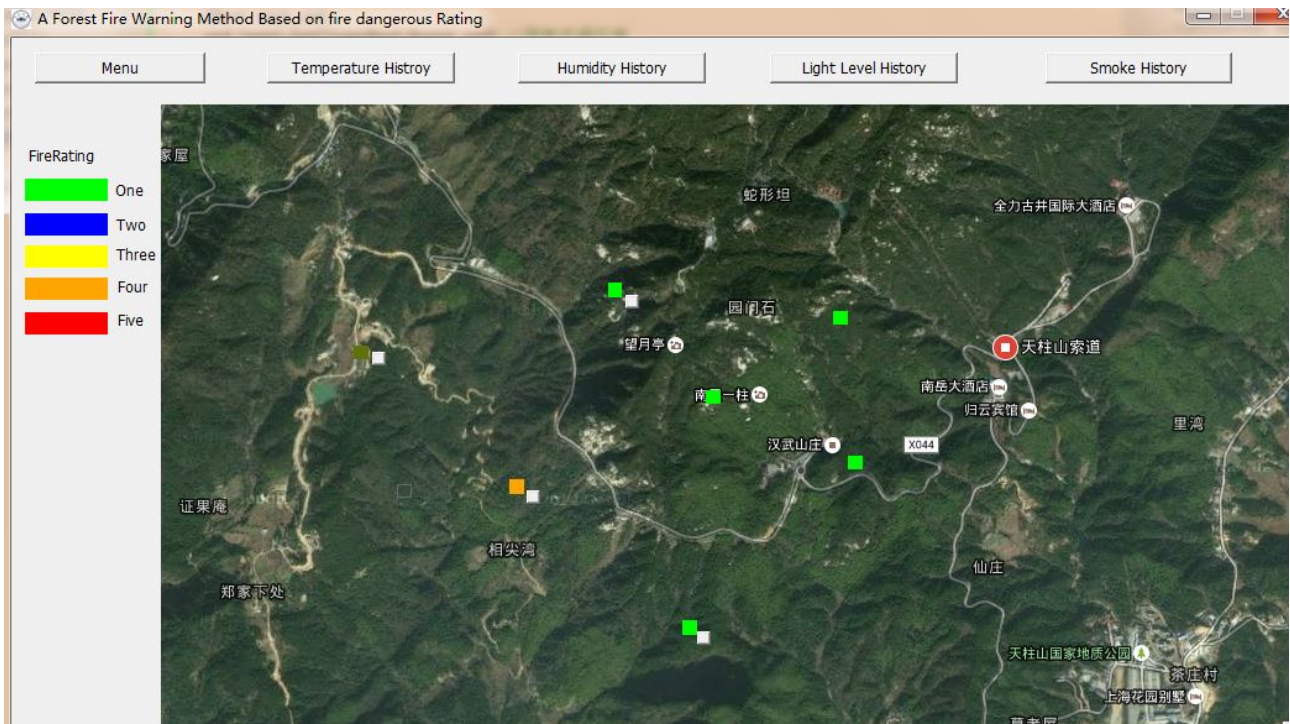 A Forest Fire Warning Method Based on fire dangerous Rating
Menu
Temperature Histroy
Humidity History
Light Level History
Smoke History
FireRating
One
Two
Three
Four
Five
家屋
蛇形坦
全力古井国际大酒店
园门石
望月亭
天柱山索道
南岳大酒店
一柱
归云宾馆
里湾
汉武山庄
X044
证果庵
相尖湾
仙庄
郑家下处
天柱山国家地质公园
茶庄村
上海花园别墅